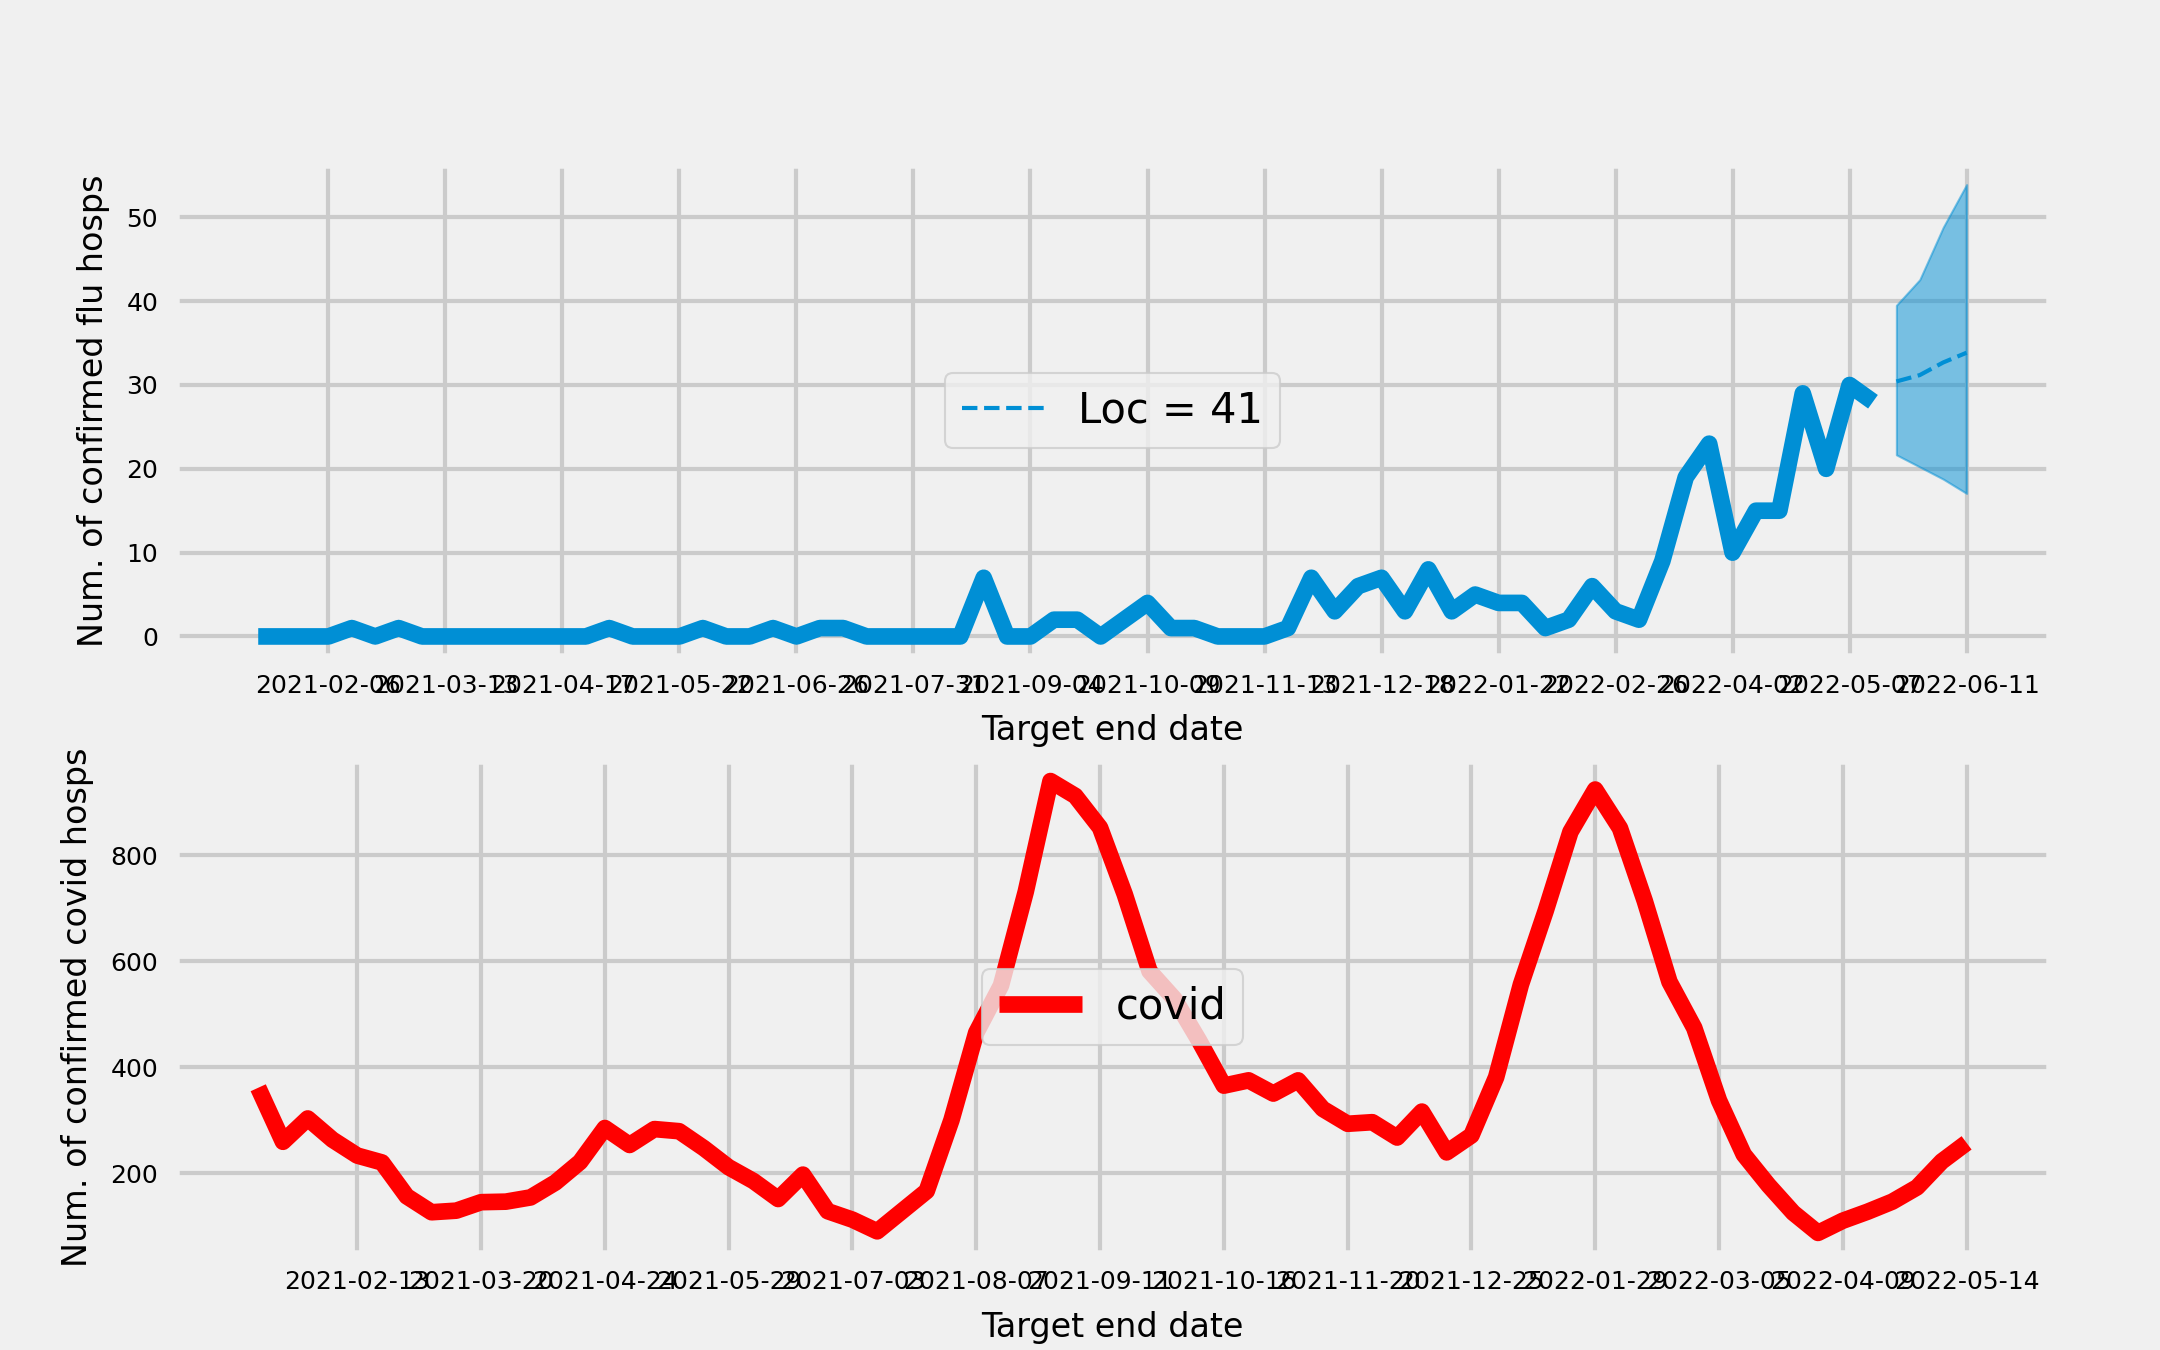 Num. of confirmed flu hosps
50
40
30
20
10
0
Loc = 41
2021-02-06 2021-03-13 2021-04-17 2021-05-22 2021-06-26 2021-07-31 2021-09-04 2021-10-09 2021-11-13 2021-12-18 2022-01-22 2022-02-26 2022-04-02 2022-05-07 2022-06-11
Target end date
Num. of confirmed covid hosps
800
600
400
200
covid
2021-02-13 2021-03-20 2021-04-24 2021-05-29 2021-07-03 2021-08-07 2021-09-11 2021-10-16 2021-11-20 2021-12-25 2022-01-29 2022-03-05 2022-04-09 2022-05-14
Target end date